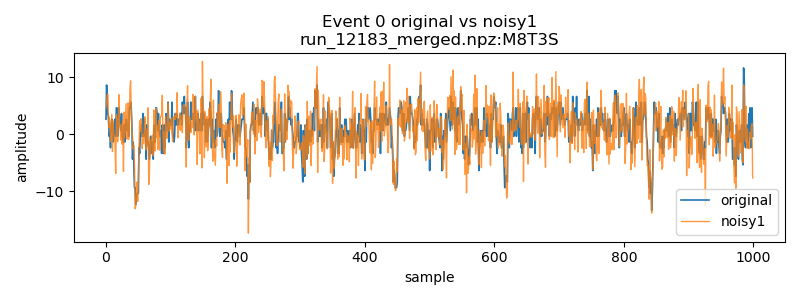 Event 0 original vs noisy1
run_12183_merged.npz:M8T3S
amplitude
10
0
−10
0
200
400
600
800
1000
sample
original
noisy1